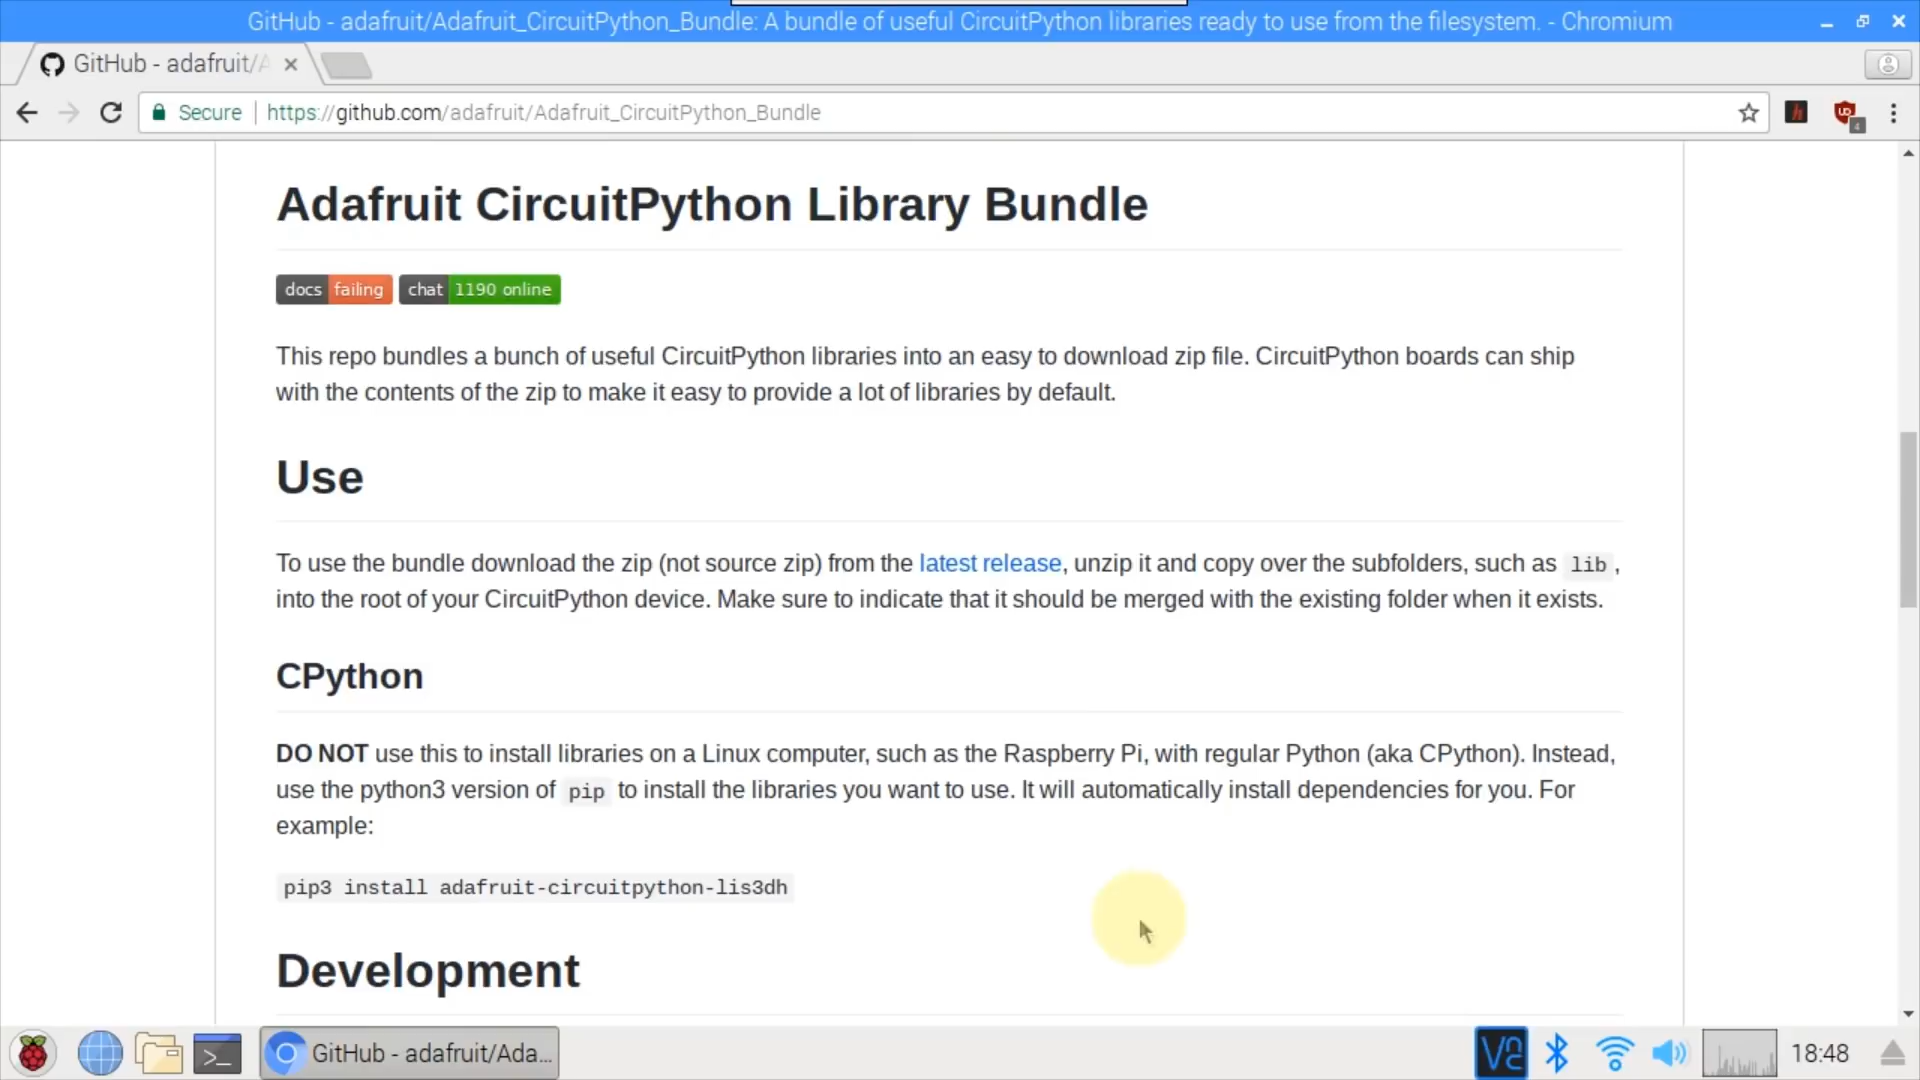 GitHub - adafruit/Adafruit_CircuitPython_Bundle: A bundle of useful CircuitPython libraries ready to use from the filesystem. - Chromium
GitHub - adafruit/A
Secure https://github.com/adafruit/Adafruit_CircuitPython_Bundle
4
Adafruit CircuitPython Library Bundle
docs failing chat 1190 online
This repo bundles a bunch of useful CircuitPython libraries into an easy to download zip file. CircuitPython boards can ship
with the contents of the zip to make it easy to provide a lot of libraries by default.
Use
To use the bundle download the zip (not source zip) from the latest release, unzip it and copy over the subfolders, such as lib ,
into the root of your CircuitPython device. Make sure to indicate that it should be merged with the existing folder when it exists.
CPython
DO NOT use this to install libraries on a Linux computer, such as the Raspberry Pi, with regular Python (aka CPython). Instead,
use the python3 version of pip to install the libraries you want to use. It will automatically install dependencies for you. For
example:
pip3 install adafruit-circuitpython-lis3dh
Development
GitHub - adafruit/Ada...
18:48